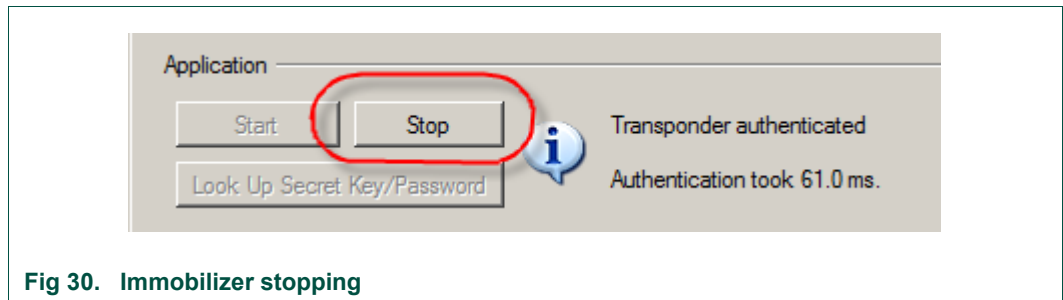 Application
Start
Stop
Transponder authenticated
Look Up Secret Key/Password
Authentication took 61.0 ms.
Fig 30. Immobilizer stopping